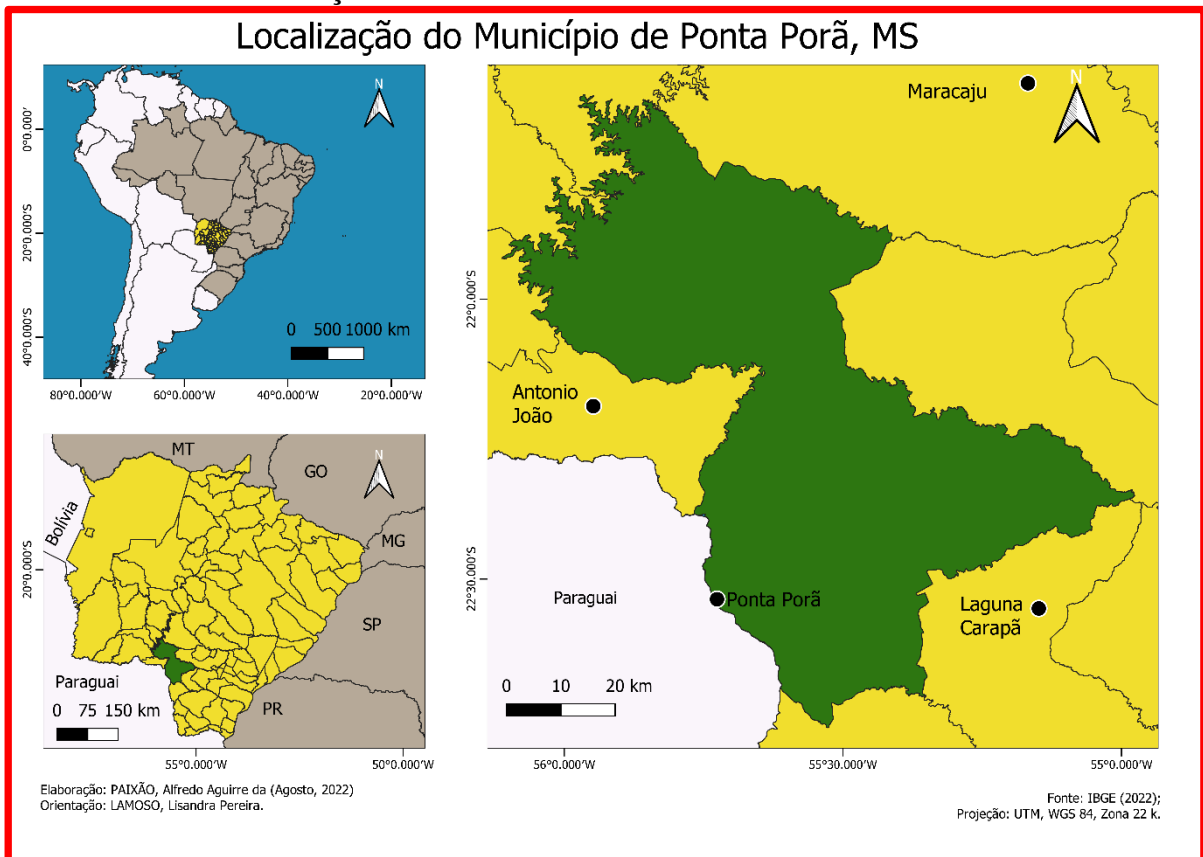 Localização do Município de Ponta Porã, MS
N
0°0.000'
20°0.000'S
40°0.000'S
0 500 1000 km
80°0.000'W 60°0.000'W 40°0.000'W 20°0.000'W
MT
GO
N
Bolívia
MG
20°0.000'S
SP
Paraguai
0 75 150 km
PR
55°0.000'W 50°0.000'W
Maracaju
N
22°0.000'S
Antonio
João
22°30.000'S
Paraguai
Ponta Porã
Laguna
Carapã
0 10 20 km
56°0.000'W 55°30.000'W 55°0.000'W
Elaboração: PAIXÃO, Alfredo Aguirre da (Agosto, 2022)
Orientação: LAMOSO, Lisandra Pereira.
Fonte: IBGE (2022);
Projeção: UTM, WGS 84, Zona 22 k.